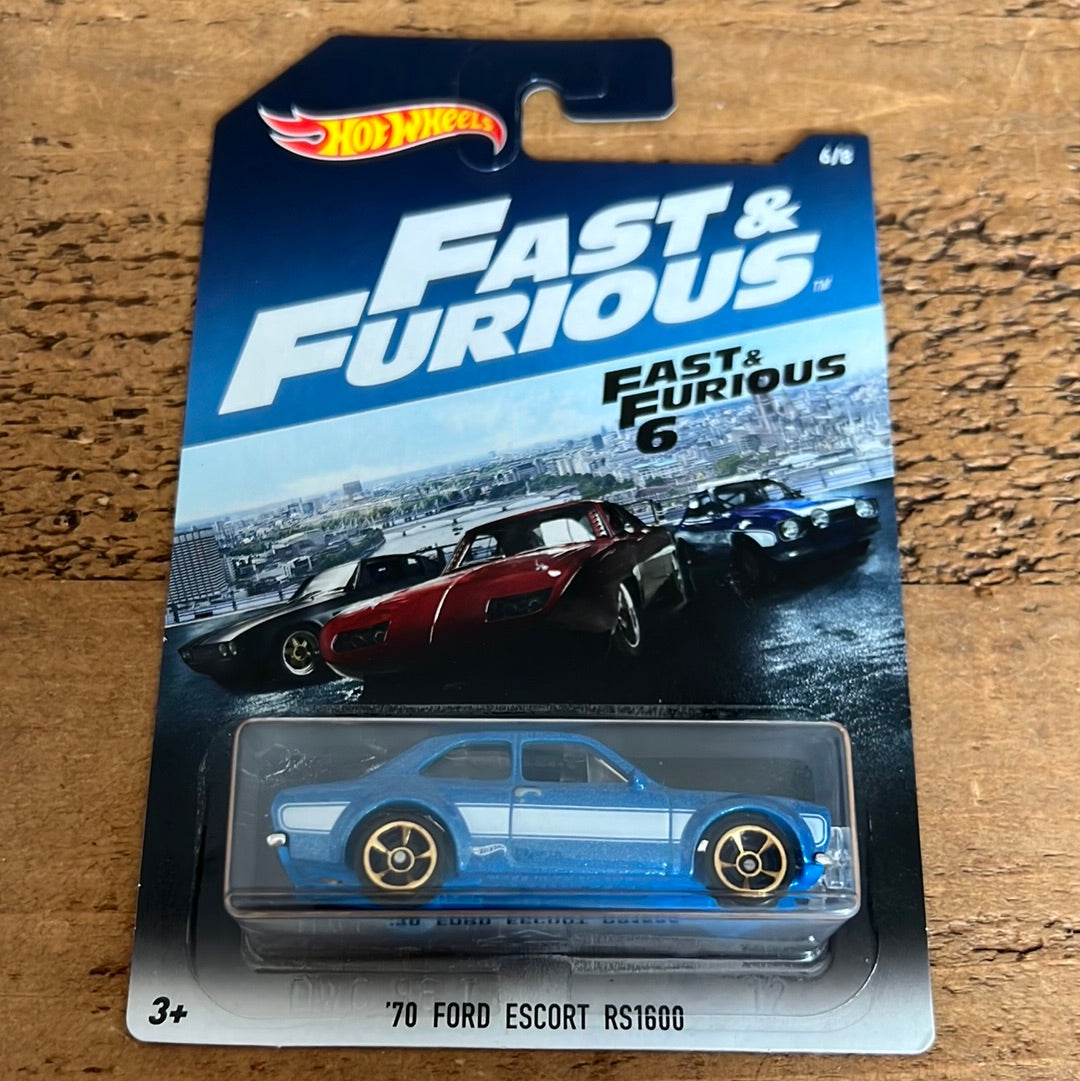 HOT WHEELS
6/8
FAST &
FURIOUS
TM
FAST &
FURIOUS
6
3+
'70 FORD ESCORT RS1600